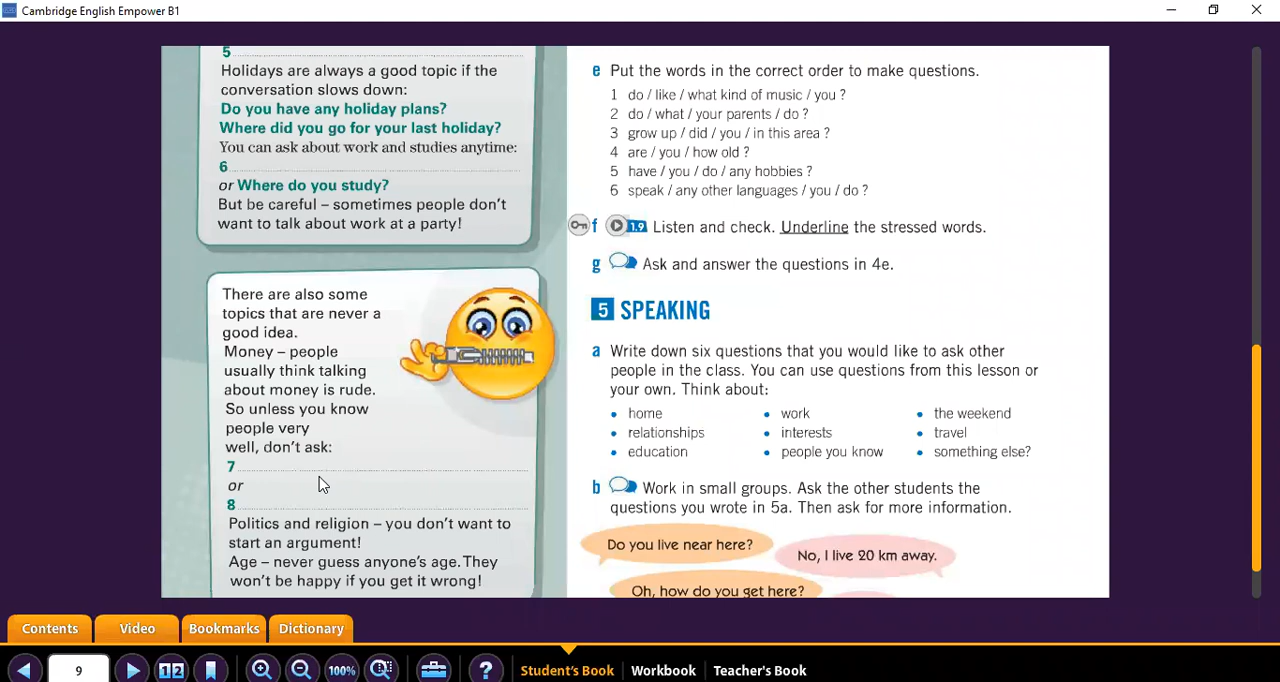 Cambridge English Empower B1
5
Holidays are always a good topic if the
conversation slows down:
Do you have any holiday plans?
Where did you go for your last holiday?
You can ask about work and studies anytime:
6
or Where do you study?
But be careful – sometimes people don't
want to talk about work at a party!
There are also some
topics that are never a
good idea.
Money – people
usually think talking
about money is rude.
So unless you know
people very
well, don't ask:
7
or
8
Politics and religion – you don't want to
start an argument!
Age – never guess anyone's age. They
won't be happy if you get it wrong!
e Put the words in the correct order to make questions.
1 do / like / what kind of music / you ?
2 do / what / your parents / do ?
3 grow up / did / you / in this area ?
4 are / you / how old ?
5 have / you / do / any hobbies ?
6 speak / any other languages / you / do ?
f 1.9 Listen and check. Underline the stressed words.
g Ask and answer the questions in 4e.
5 SPEAKING
a Write down six questions that you would like to ask other
people in the class. You can use questions from this lesson or
your own. Think about:
• home • work • the weekend
• relationships • interests • travel
• education • people you know • something else?
b Work in small groups. Ask the other students the
questions you wrote in 5a. Then ask for more information.
Do you live near here?
No, I live 20 km away.
Oh, how do you get here?
Contents Video Bookmarks Dictionary
9 12 100% ? Student's Book Workbook Teacher's Book